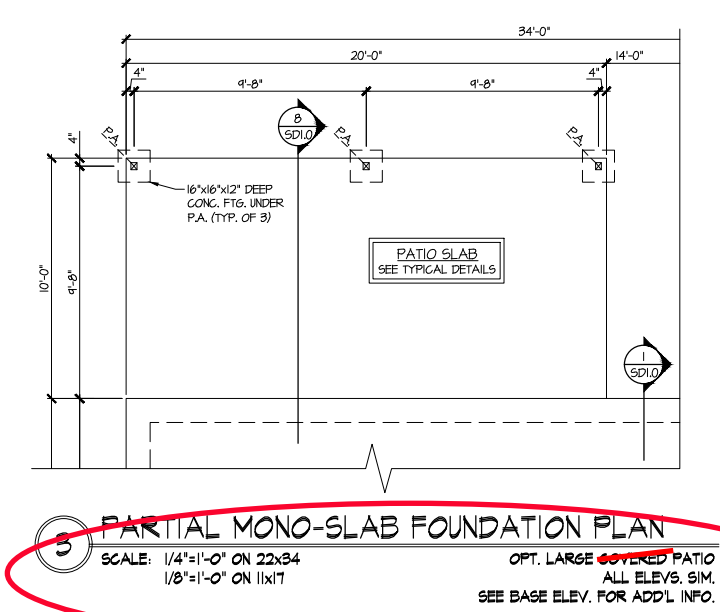 34'-0"
20'-0"
14'-0"
4"
9'-8"
9'-8"
4"
8
SD1.0
P.A.
P.A.
P.A.
4"
16"x16"x12" DEEP
CONC. FTG. UNDER
P.A. (TYP. OF 3)
PATIO SLAB
SEE TYPICAL DETAILS
10'-0"
9'-8"
1
SD1.0
3
PARTIAL MONO-SLAB FOUNDATION PLAN
SCALE: 1/4"=1'-0" ON 22x34
1/8"=1'-0" ON 11x17
OPT. LARGE COVERED PATIO
ALL ELEVS. SIM.
SEE BASE ELEV. FOR ADD'L INFO.